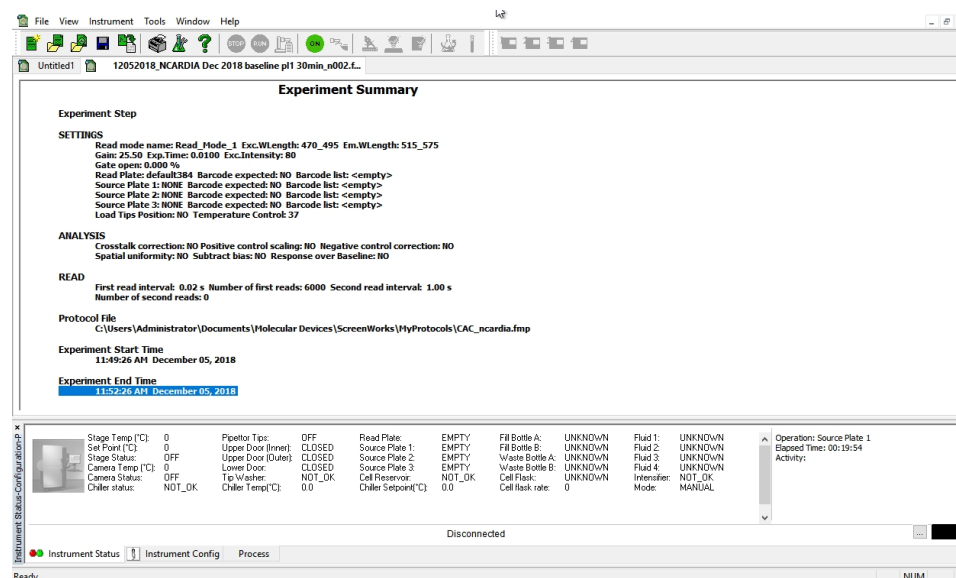 File View Instrument Tools Window Help
STOP RUN ON
Untitled1 12052018_NCARDIA Dec 2018 baseline pl1 30min_n002.f...
Experiment Summary
Experiment Step
SETTINGS
Read mode name: Read_Mode_1 Exc.WLength: 470_495 Em.WLength: 515_575
Gain: 25.50 Exp.Time: 0.0100 Exc.Intensity: 80
Gate open: 0.000 %
Read Plate: default384 Barcode expected: NO Barcode list: <empty>
Source Plate 1: NONE Barcode expected: NO Barcode list: <empty>
Source Plate 2: NONE Barcode expected: NO Barcode list: <empty>
Source Plate 3: NONE Barcode expected: NO Barcode list: <empty>
Load Tips Position: NO Temperature Control: 37
ANALYSIS
Crosstalk correction: NO Positive control scaling: NO Negative control correction: NO
Spatial uniformity: NO Subtract bias: NO Response over Baseline: NO
READ
First read interval: 0.02 s Number of first reads: 6000 Second read interval: 1.00 s
Number of second reads: 0
Protocol File
C:\Users\Administrator\Documents\Molecular Devices\ScreenWorks\MyProtocols\CAC_ncardia.fmp
Experiment Start Time
11:49:26 AM December 05, 2018
Experiment End Time
11:52:26 AM December 05, 2018
Instrument Status-Configuration-P
Stage Temp (°C): 0 Pipettor Tips: OFF Read Plate: EMPTY Fill Bottle A: UNKNOWN Fluid 1: UNKNOWN Operation: Source Plate 1
Set Point (°C): 0 Upper Door (Inner): CLOSED Source Plate 1: EMPTY Fill Bottle B: UNKNOWN Fluid 2: UNKNOWN Elapsed Time: 00:19:54
Stage Status: OFF Upper Door (Outer): CLOSED Source Plate 2: EMPTY Waste Bottle A: UNKNOWN Fluid 3: UNKNOWN Activity:
Camera Temp (°C): 0 Lower Door: CLOSED Source Plate 3: EMPTY Waste Bottle B: UNKNOWN Fluid 4: UNKNOWN
Camera Status: OFF Tip Washer: NOT_OK Cell Reservoir: NOT_OK Cell Flask: UNKNOWN Intensifier: NOT_OK
Chiller status: NOT_OK Chiller Temp(°C): 0.0 Chiller Setpoint(°C): 0.0 Cell flask rate: 0 Mode: MANUAL
Disconnected
...
Instrument Status Instrument Config Process
Ready NUM